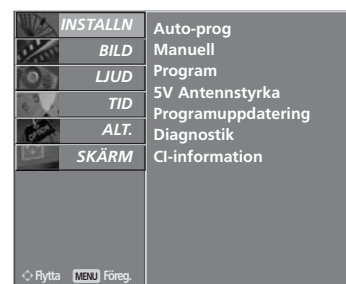 INSTALLN
BILD
LJUD
TID
ALT.
SKÄRM
Auto-prog
Manuell
Program
5V Antennstyrka
Programuppdatering
Diagnostik
CI-information
Flytta MENU Föreg.